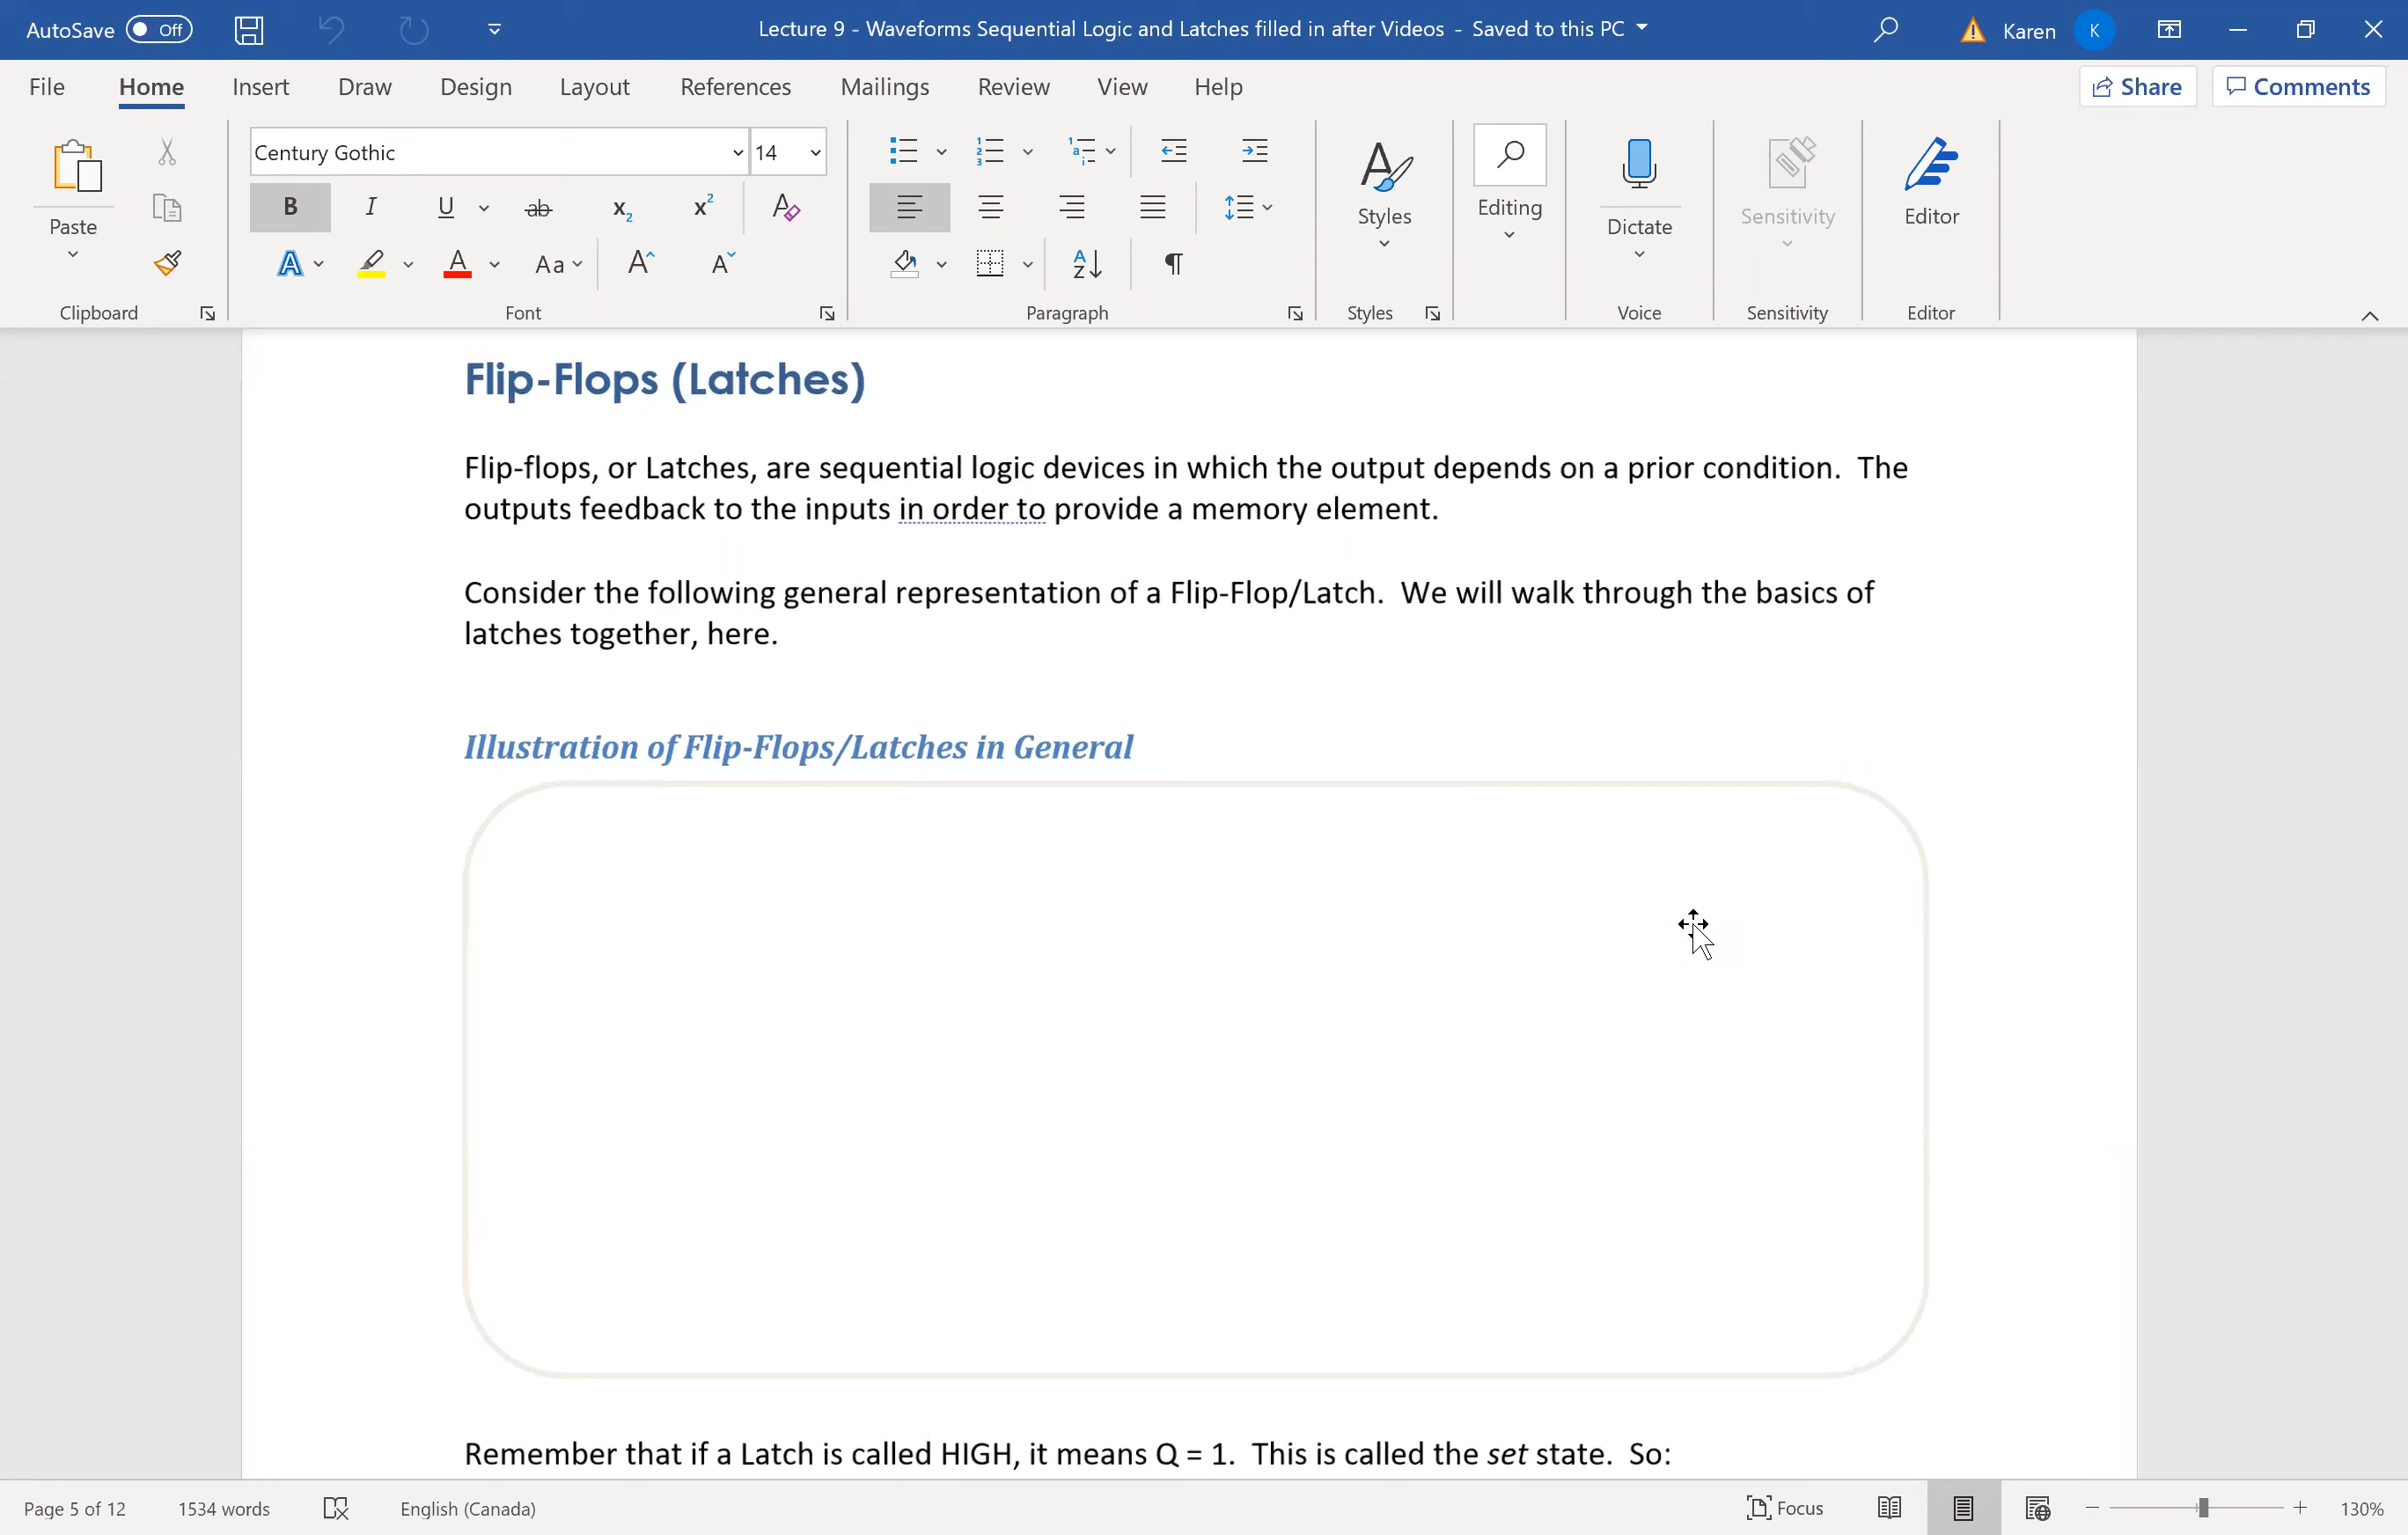 AutoSave Off Lecture 9 - Waveforms Sequential Logic and Latches filled in after Videos - Saved to this PC Karen K
File Home Insert Draw Design Layout References Mailings Review View Help Share Comments
Paste
Century Gothic 14
Styles
Editing
Dictate
Sensitivity
Editor
Clipboard Font Paragraph Styles Voice Sensitivity Editor
Flip-Flops (Latches)
Flip-flops, or Latches, are sequential logic devices in which the output depends on a prior condition. The
outputs feedback to the inputs in order to provide a memory element.
Consider the following general representation of a Flip-Flop/Latch. We will walk through the basics of
latches together, here.
Illustration of Flip-Flops/Latches in General
Remember that if a Latch is called HIGH, it means Q = 1. This is called the set state. So:
Page 5 of 12 1534 words English (Canada) Focus 130%